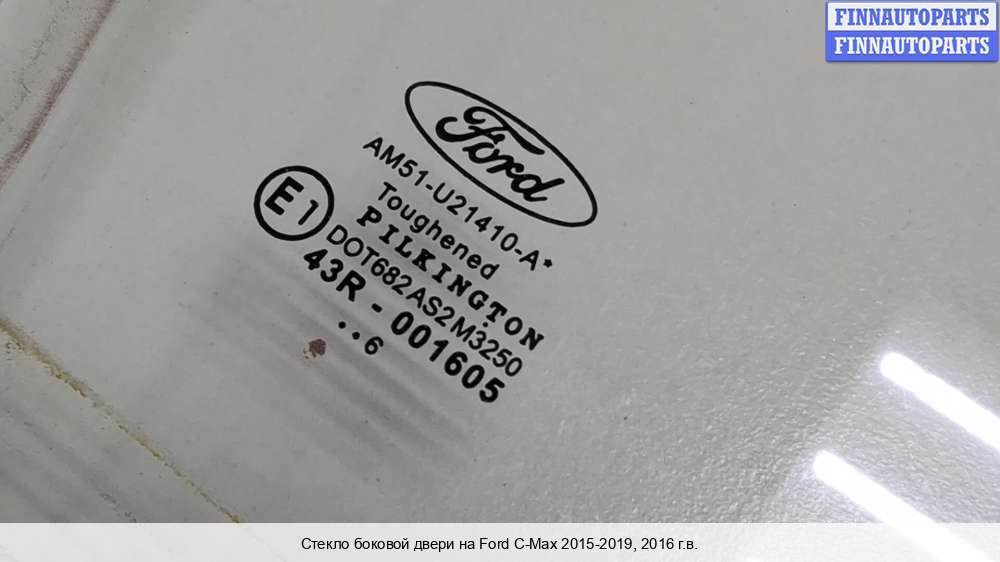 FINNAUTOPARTS
FINNAUTOPARTS
Ford
AM51-U21410-A*
Toughened
PILKINGTON
E1
DOT682AS2M3250
43R - 001605
..6
Стекло боковой двери на Ford C-Max 2015-2019, 2016 г.в.